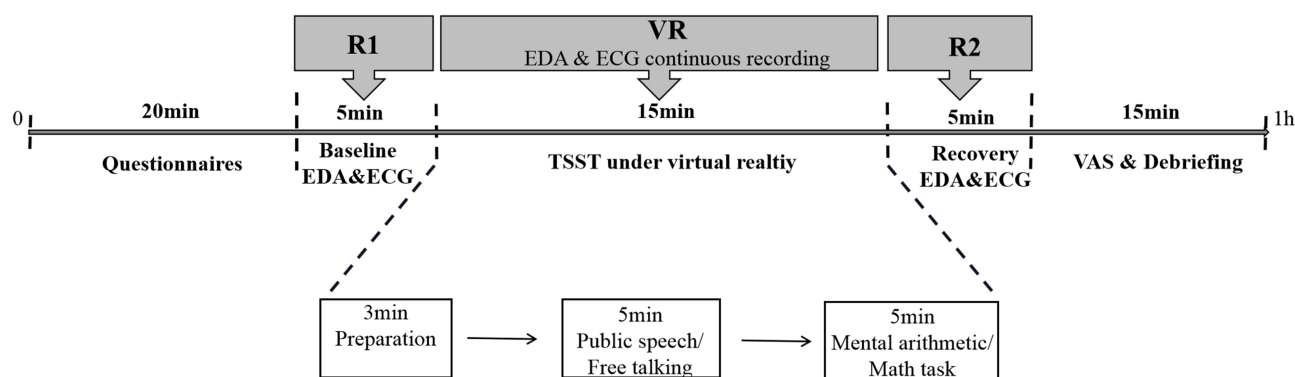 R1
VR
EDA & ECG continuous recording
R2
0
20min
5min
15min
5min
15min
1h
Questionnaires
Baseline
EDA&ECG
TSST under virtual realtiy
Recovery
EDA&ECG
VAS & Debriefing
3min
Preparation
5min
Public speech/
Free talking
5min
Mental arithmetic/
Math task